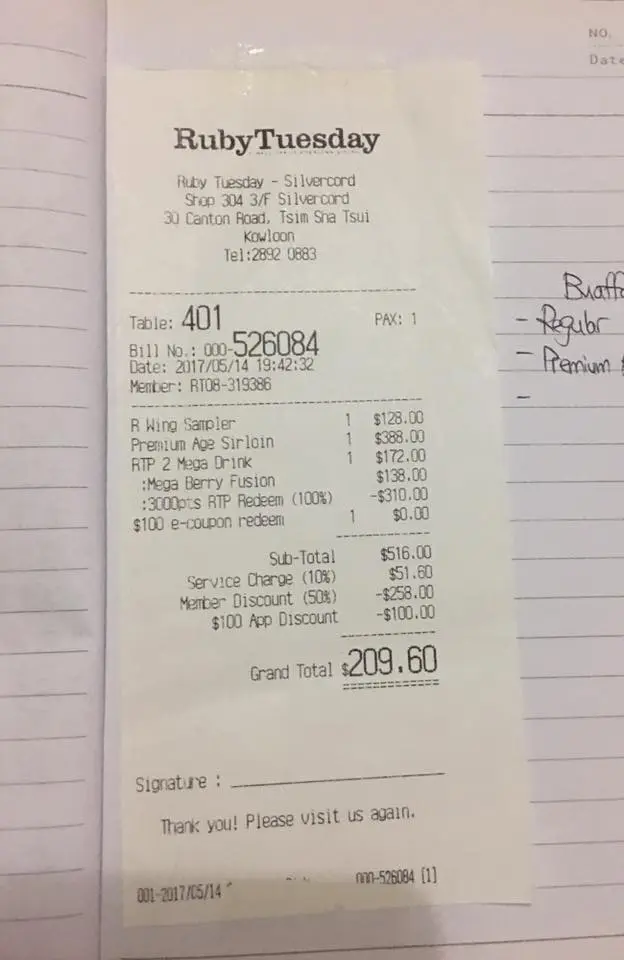 NO.
Date
RubyTuesday
Ruby Tuesday - Silvercord
Shop 304 3/F Silvercord
30 Canton Road, Tsim Sha Tsui
Kowloon
Tel:2892 0883
Table: 401 PAX: 1
Bill No.: 000-526084
Date: 2017/05/14 19:42:32
Member: RT08-319386
R Wing Sampler 1 $128.00
Premium Age Sirloin 1 $388.00
RTP 2 Mega Drink 1 $172.00
:Mega Berry Fusion $138.00
:3000pts RTP Redeem (100%) -$310.00
$100 e-coupon redeem 1 $0.00
Sub-Total $516.00
Service Charge (10%) $51.60
Member Discount (50%) -$258.00
$100 App Discount -$100.00
Grand Total $209.60
Signature :
Thank you! Please visit us again.
001-2017/05/14 000-526084 [1]
- Regular
- Premium
-